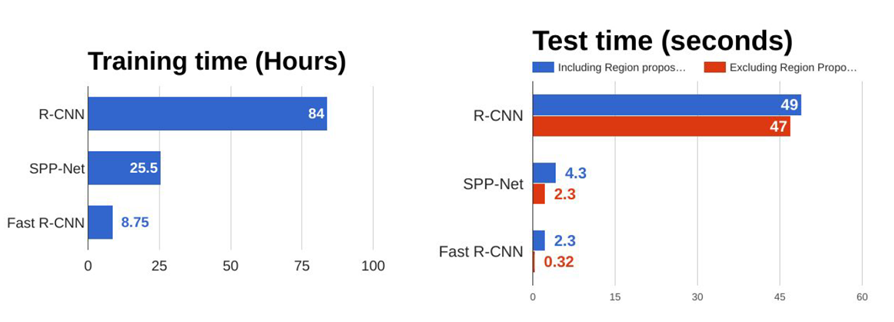 Training time (Hours)
R-CNN 84
SPP-Net 25.5
Fast R-CNN 8.75
0 25 50 75 100
Test time (seconds)
Including Region propos... Excluding Region Propo...
R-CNN 49
47
SPP-Net 4.3
2.3
Fast R-CNN 2.3
0.32
0 15 30 45 60